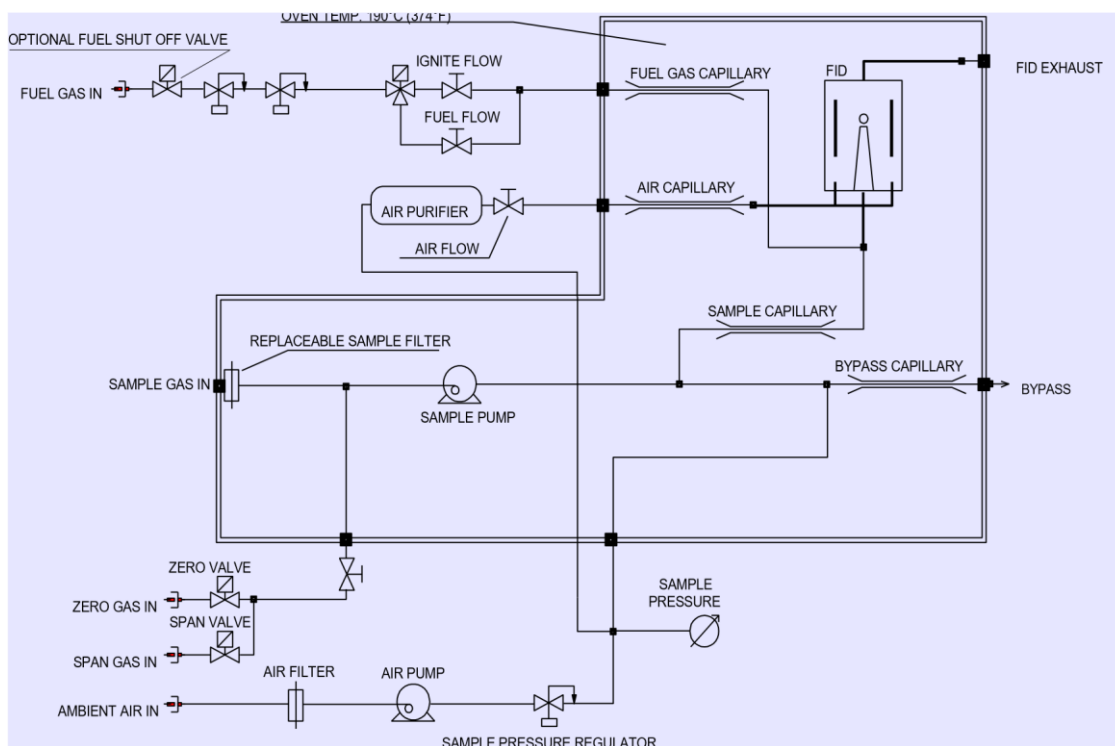 OVEN TEMP. 190°C (374°F)
OPTIONAL FUEL SHUT OFF VALVE
IGNITE FLOW
FUEL GAS CAPILLARY
FID
FID EXHAUST
FUEL GAS IN
FUEL FLOW
AIR CAPILLARY
AIR PURIFIER
AIR FLOW
SAMPLE CAPILLARY
REPLACEABLE SAMPLE FILTER
BYPASS CAPILLARY
SAMPLE GAS IN
BYPASS
SAMPLE PUMP
ZERO VALVE
SAMPLE
PRESSURE
ZERO GAS IN
SPAN VALVE
SPAN GAS IN
AIR FILTER
AIR PUMP
AMBIENT AIR IN
SAMPLE PRESSURE REGULATOR